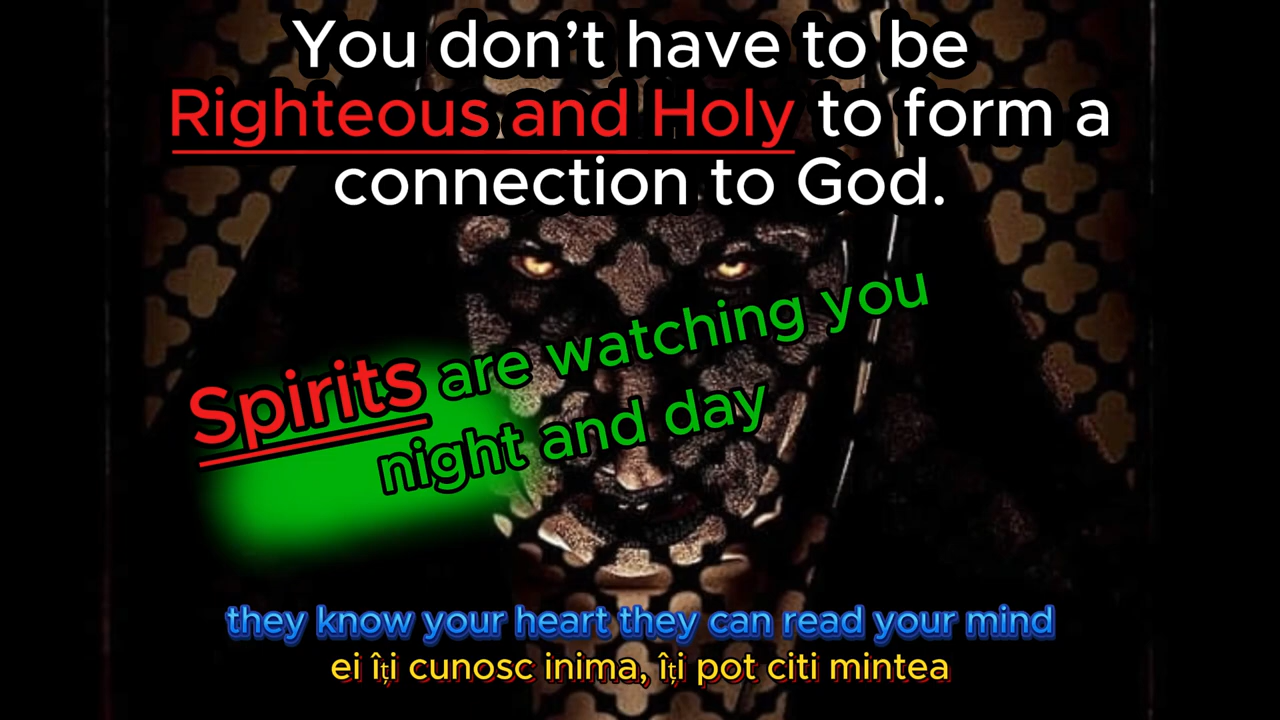 You don’t have to be
Righteous and Holy to form a
connection to God.
Spirits are watching you
night and day
they know your heart they can read your mind
ei îți cunosc inima, îți pot citi mintea